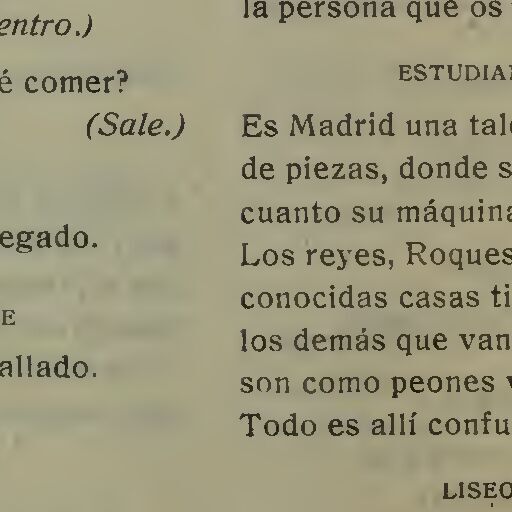 entro.)
é comer?
(Sale.)
egado.
E
allado.
la persona que os
ESTUDIA
Es Madrid una tal
de piezas, donde s
cuanto su máquina
Los reyes, Roques
conocidas casas ti
los demás que van
son como peones v
Todo es allí confu
LISEO